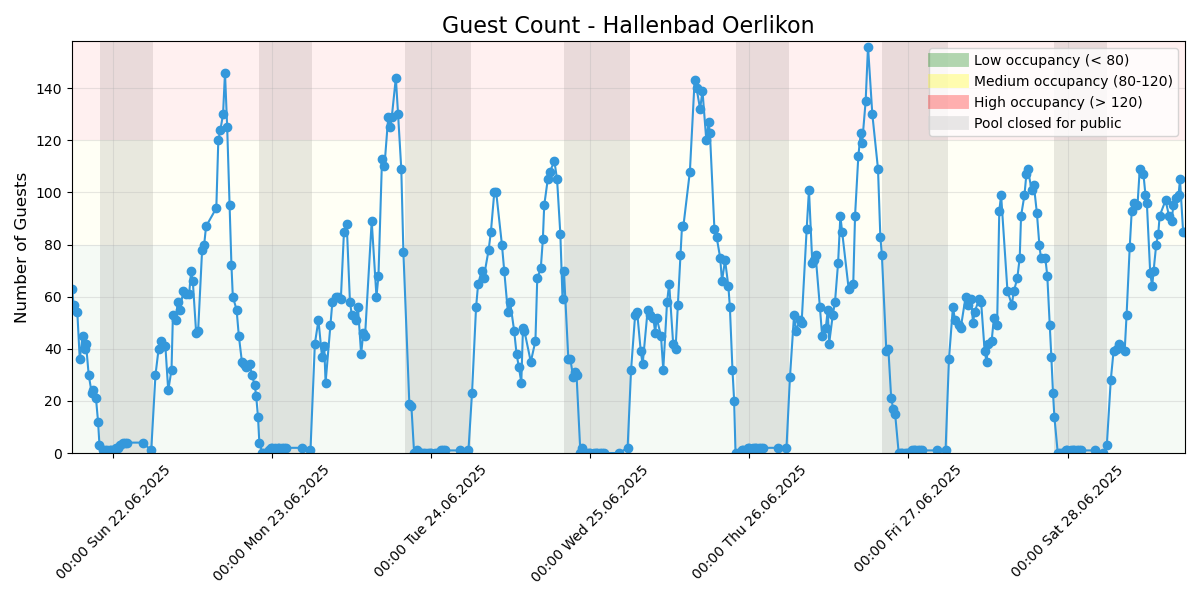 Guest Count - Hallenbad Oerlikon
Low occupancy (< 80)
Medium occupancy (80-120)
High occupancy (> 120)
Pool closed for public
Number of Guests
140
120
100
80
60
40
20
0
00:00 Sun 22.06.2025
00:00 Mon 23.06.2025
00:00 Tue 24.06.2025
00:00 Wed 25.06.2025
00:00 Thu 26.06.2025
00:00 Fri 27.06.2025
00:00 Sat 28.06.2025